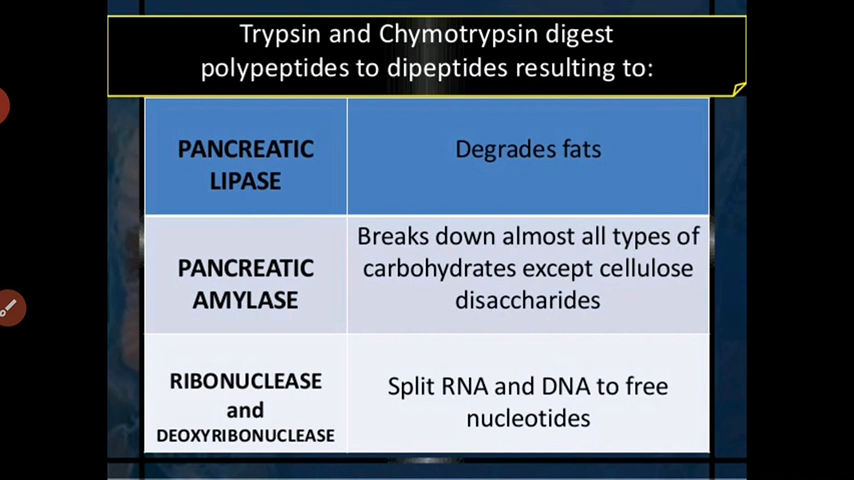 Trypsin and Chymotrypsin digest
polypeptides to dipeptides resulting to:
PANCREATIC
LIPASE
Degrades fats
PANCREATIC
AMYLASE
Breaks down almost all types of
carbohydrates except cellulose
disaccharides
RIBONUCLEASE
and
DEOXYRIBONUCLEASE
Split RNA and DNA to free
nucleotides